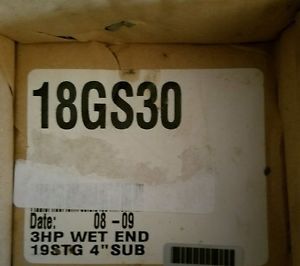 18GS30
Date: 08 -09
3HP WET END
19STG 4"SUB